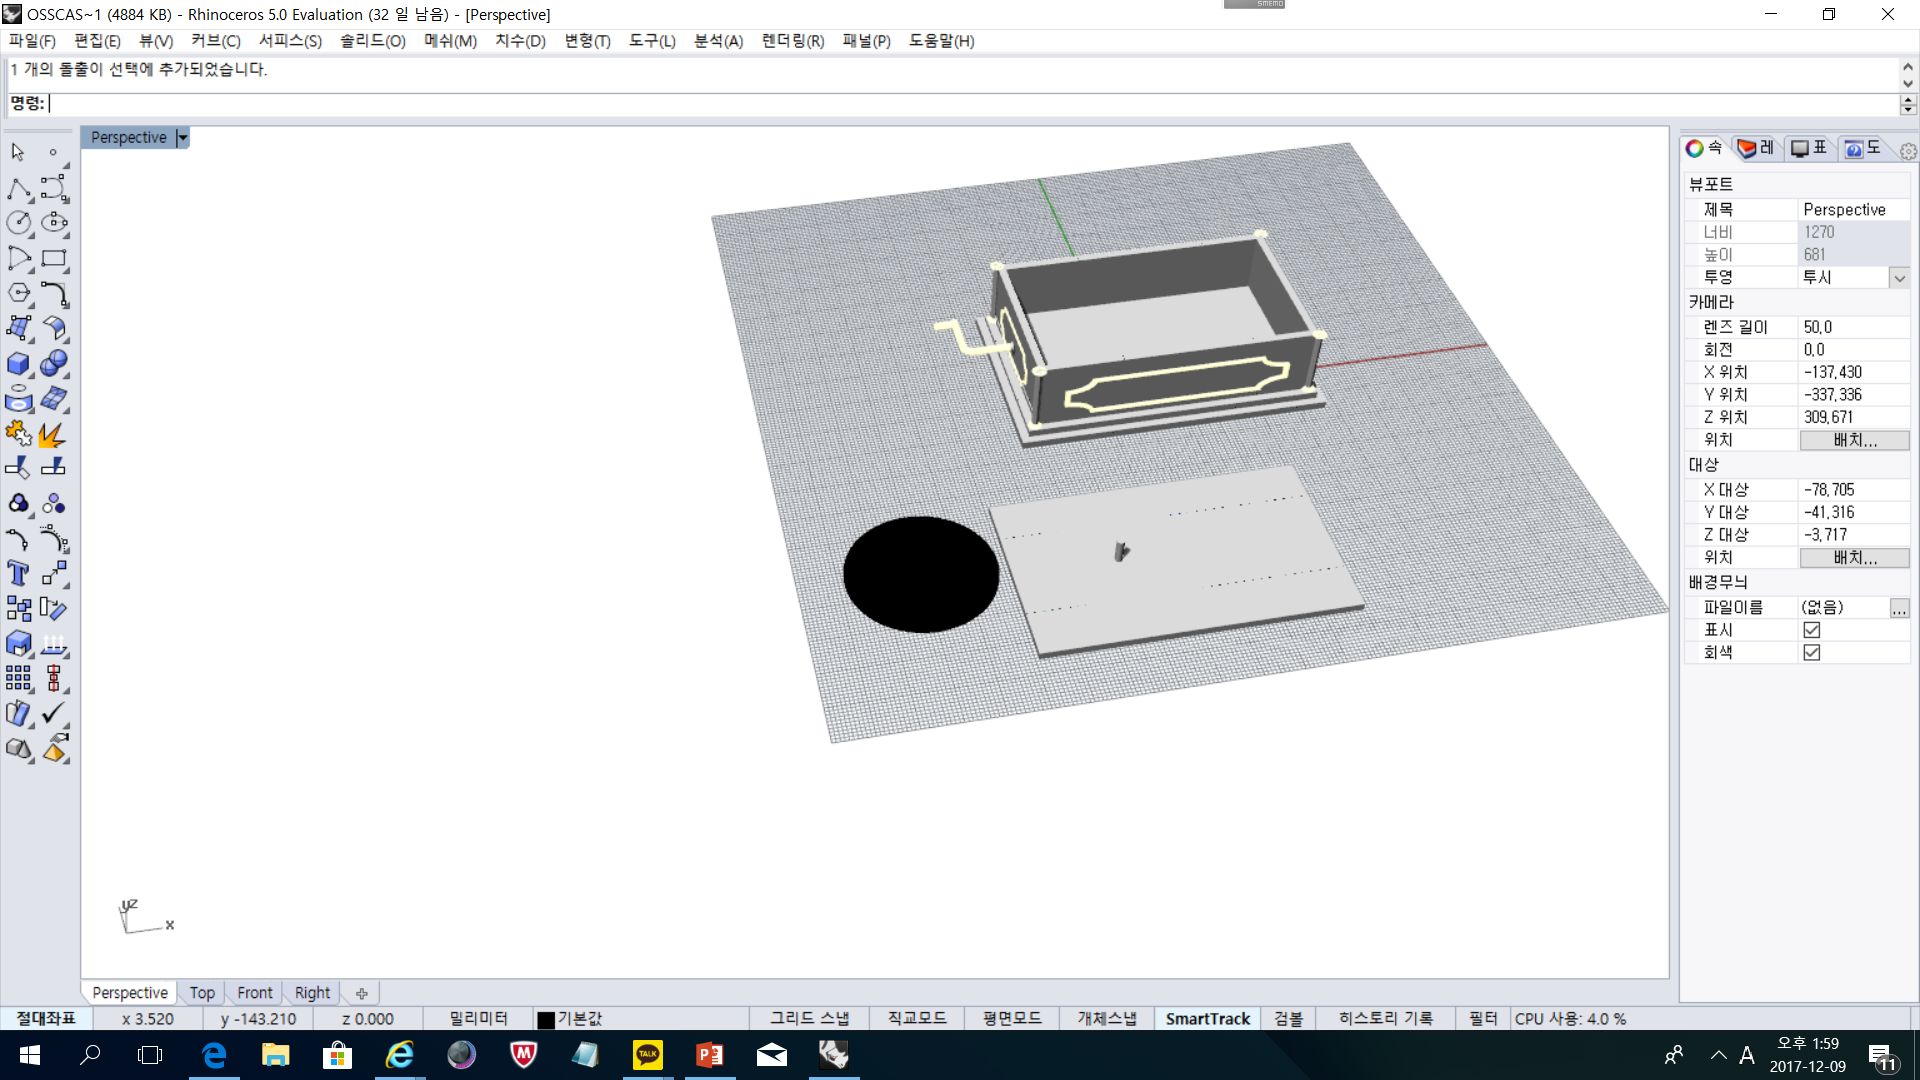 OSSCAS~1 (4884 KB) - Rhinoceros 5.0 Evaluation (32 일 남음) - [Perspective]
SMEMO
파일(F) 편집(E) 뷰(V) 커브(C) 서피스(S) 솔리드(O) 메쉬(M) 치수(D) 변형(T) 도구(L) 분석(A) 렌더링(R) 패널(P) 도움말(H)
1 개의 돌출이 선택에 추가되었습니다.
명령:
Perspective
속 레 표 도
뷰포트
제목 Perspective
너비 1270
높이 681
투영 투시
카메라
렌즈 길이 50,0
회전 0,0
X 위치 -137,430
Y 위치 -337,336
Z 위치 309,671
위치 배치...
대상
X 대상 -78,705
Y 대상 -41,316
Z 대상 -3,717
위치 배치...
배경무늬
파일이름 (없음) ...
표시
회색
y z x
Perspective Top Front Right
절대좌표 x 3.520 y -143.210 z 0.000 밀리미터 기본값 그리드 스냅 직교모드 평면모드 개체스냅 SmartTrack 검볼 히스토리 기록 필터 CPU 사용: 4.0 %
TALK
A 오후 1:59
2017-12-09
11